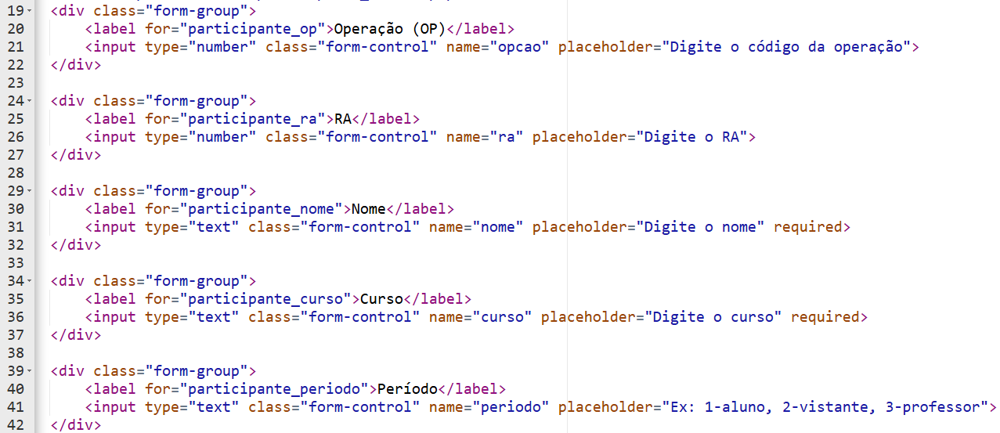 19 <div class="form-group">
20 <label for="participante_op">Operação (OP)</label>
21 <input type="number" class="form-control" name="opcao" placeholder="Digite o código da operação">
22 </div>
23
24 <div class="form-group">
25 <label for="participante_ra">RA</label>
26 <input type="number" class="form-control" name="ra" placeholder="Digite o RA">
27 </div>
28
29 <div class="form-group">
30 <label for="participante_nome">Nome</label>
31 <input type="text" class="form-control" name="nome" placeholder="Digite o nome" required>
32 </div>
33
34 <div class="form-group">
35 <label for="participante_curso">Curso</label>
36 <input type="text" class="form-control" name="curso" placeholder="Digite o curso" required>
37 </div>
38
39 <div class="form-group">
40 <label for="participante_periodo">Período</label>
41 <input type="text" class="form-control" name="periodo" placeholder="Ex: 1-aluno, 2-vistante, 3-professor">
42 </div>